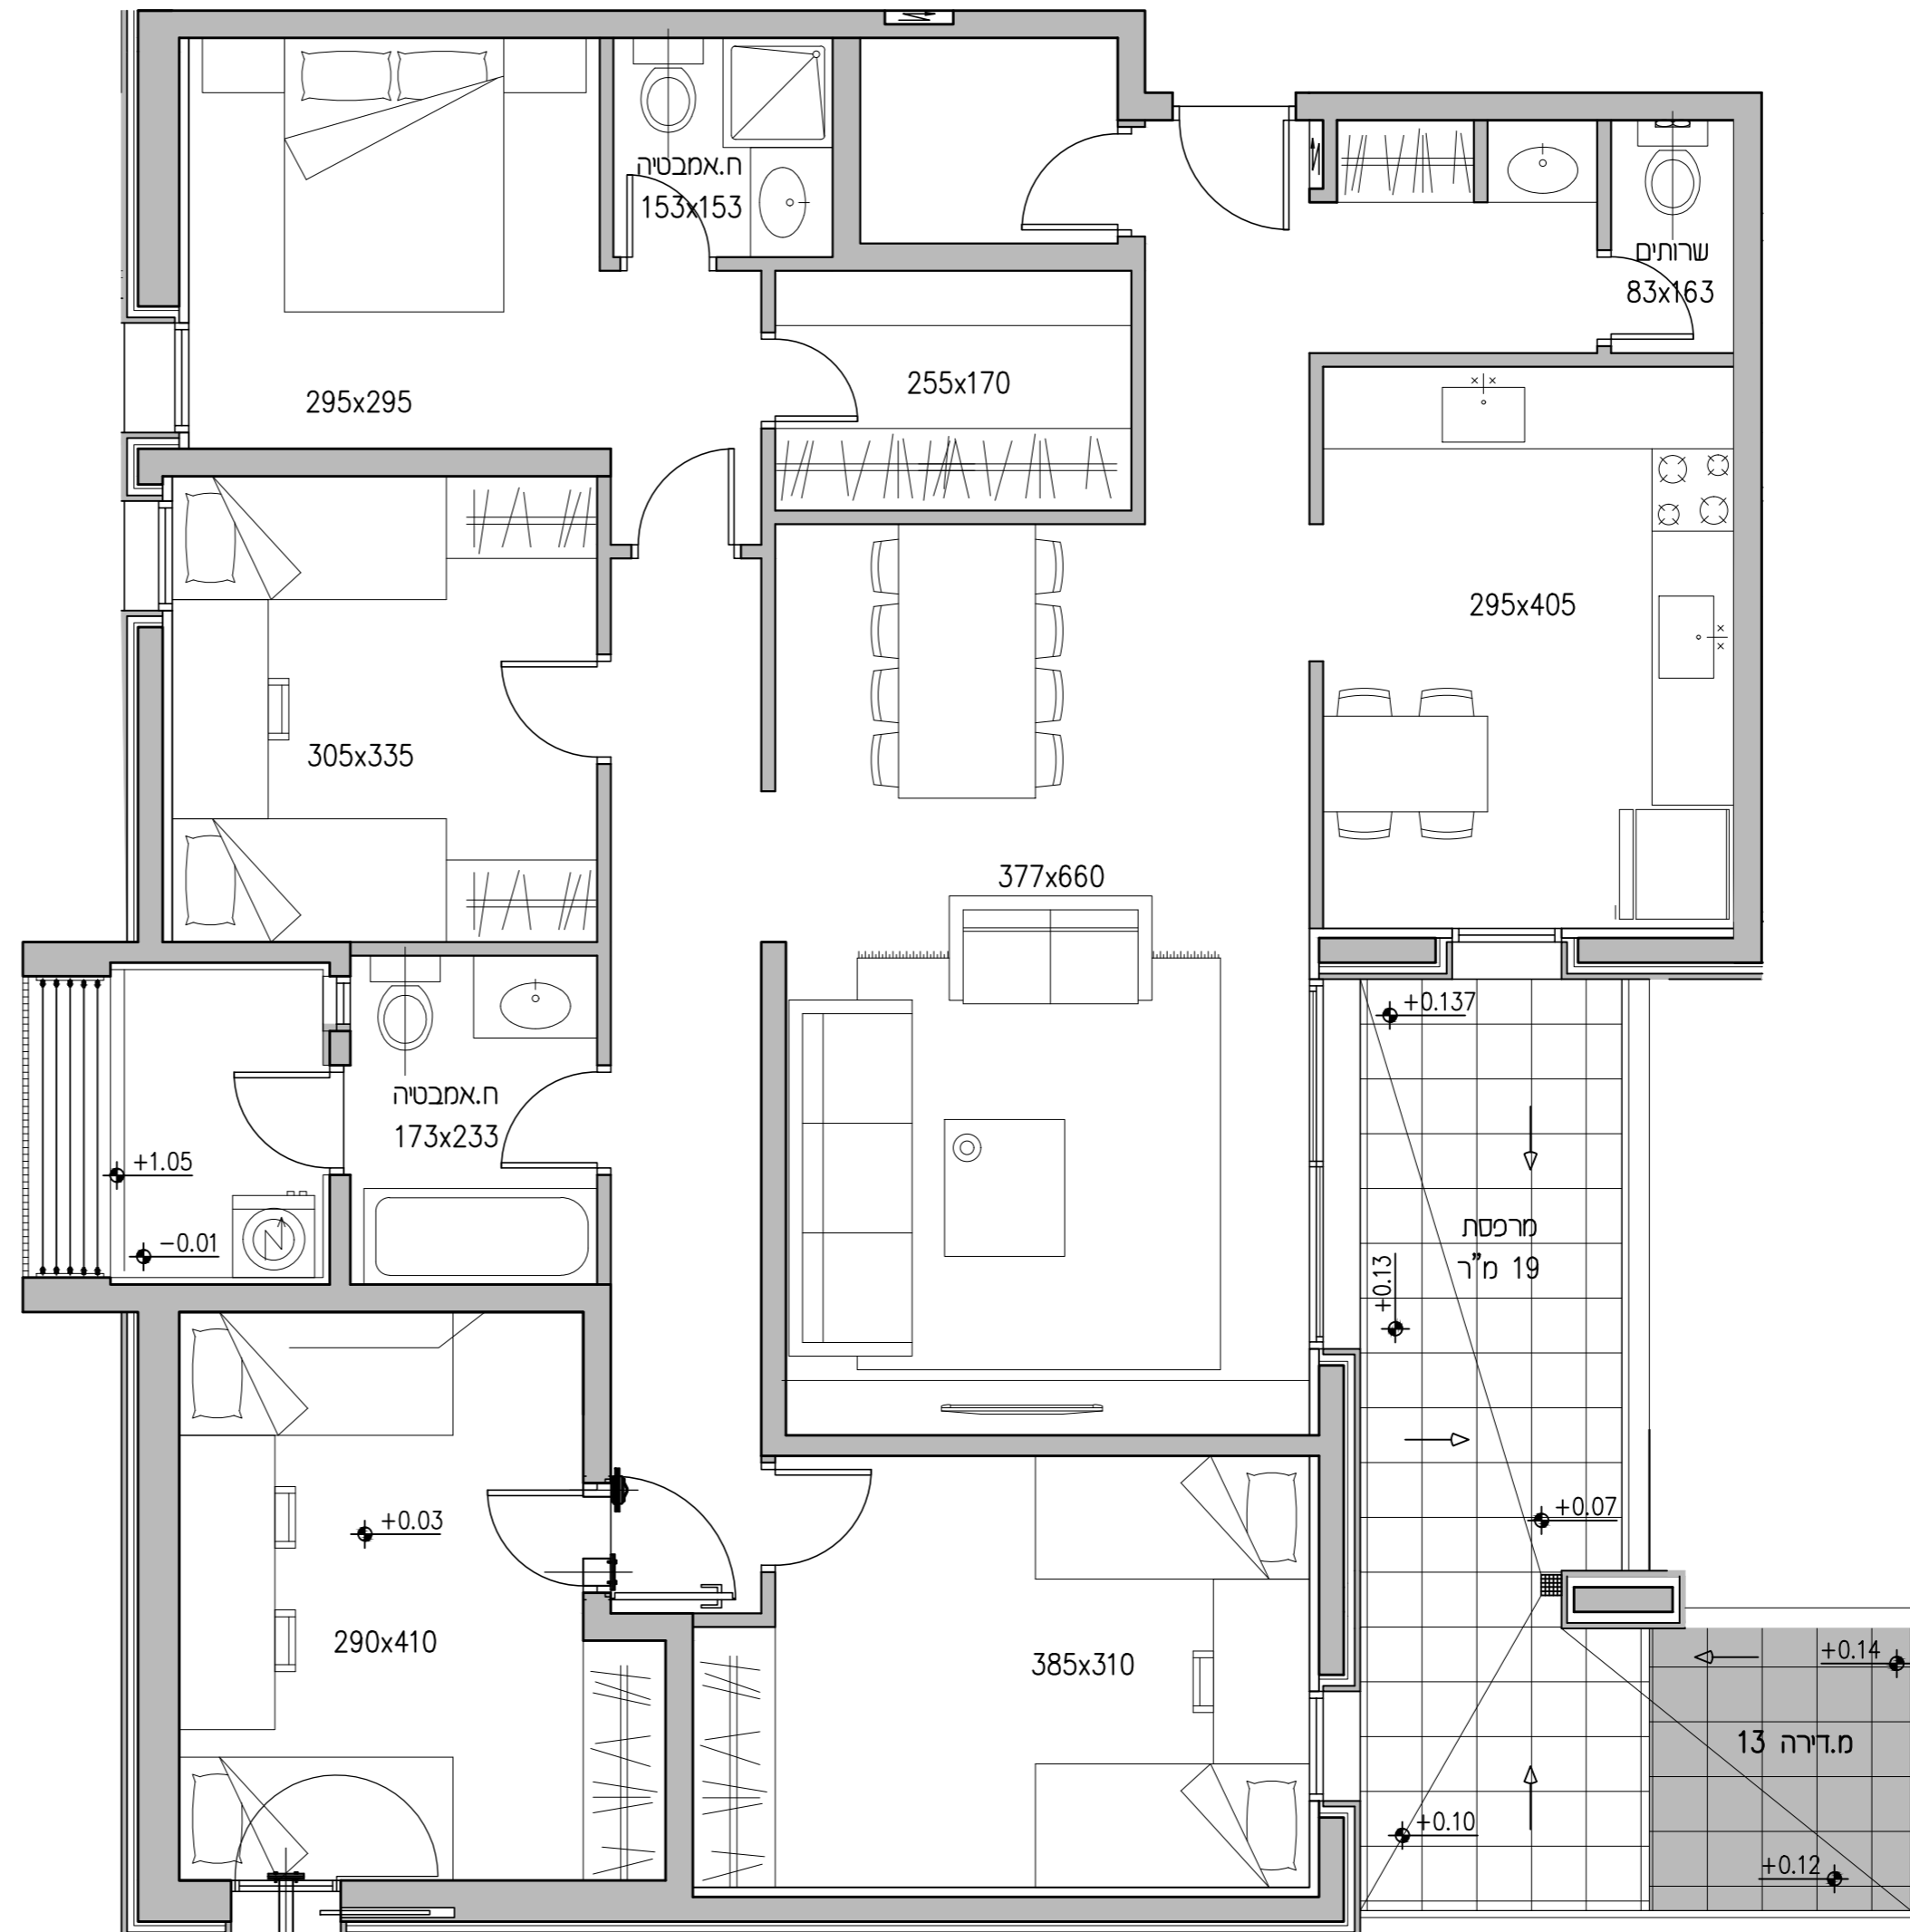 ח.אמבטיה
153x153
שרותים
83x163
255x170
295x295
295x405
305x335
377x660
+0.137
ח.אמבטיה
173x233
+1.05
-0.01
מרפסת
19 מ"ר
+0.13
+0.07
+0.03
290x410
385x310
+0.14
מ.דירה 13
+0.10
+0.12